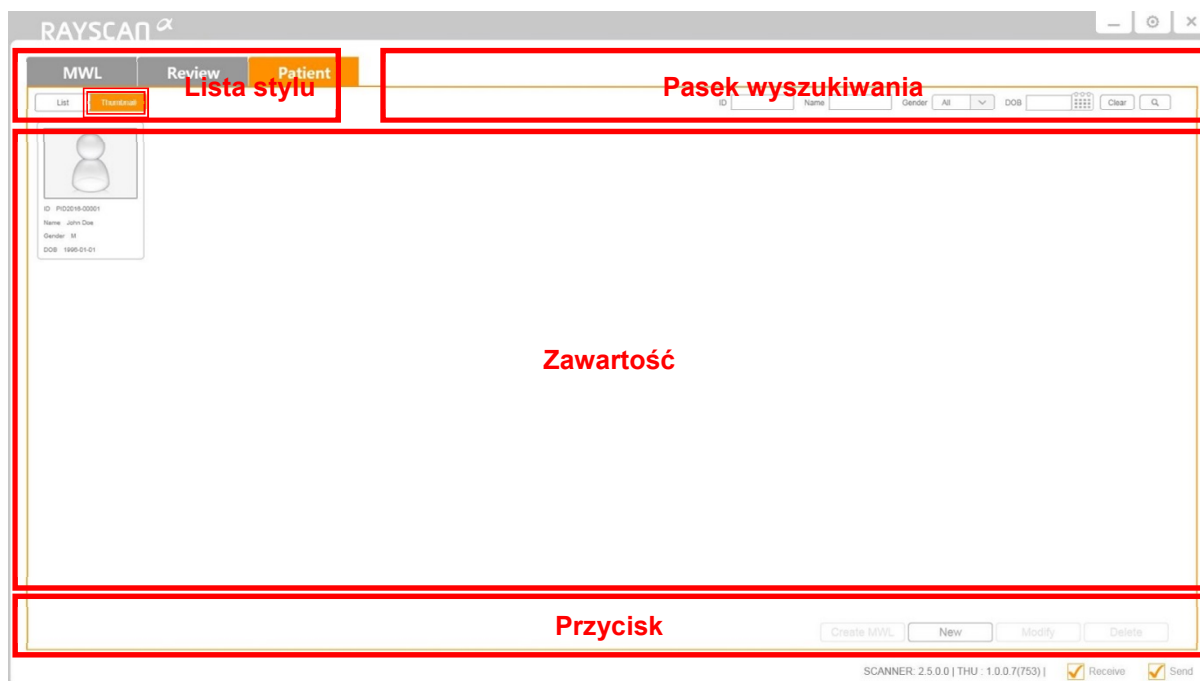 RAYSCAN α
MWL Review Patient
Lista stylu Pasek wyszukiwania
List Thumbnail ID Name Gender All DOB Clear
ID PID2016-00001
Name John Doe
Gender M
DOB 1996-01-01
Zawartość
Przycisk
Create MWL New Modify Delete
SCANNER: 2.5.0.0 | THU : 1.0.0.7(753) | Receive Send